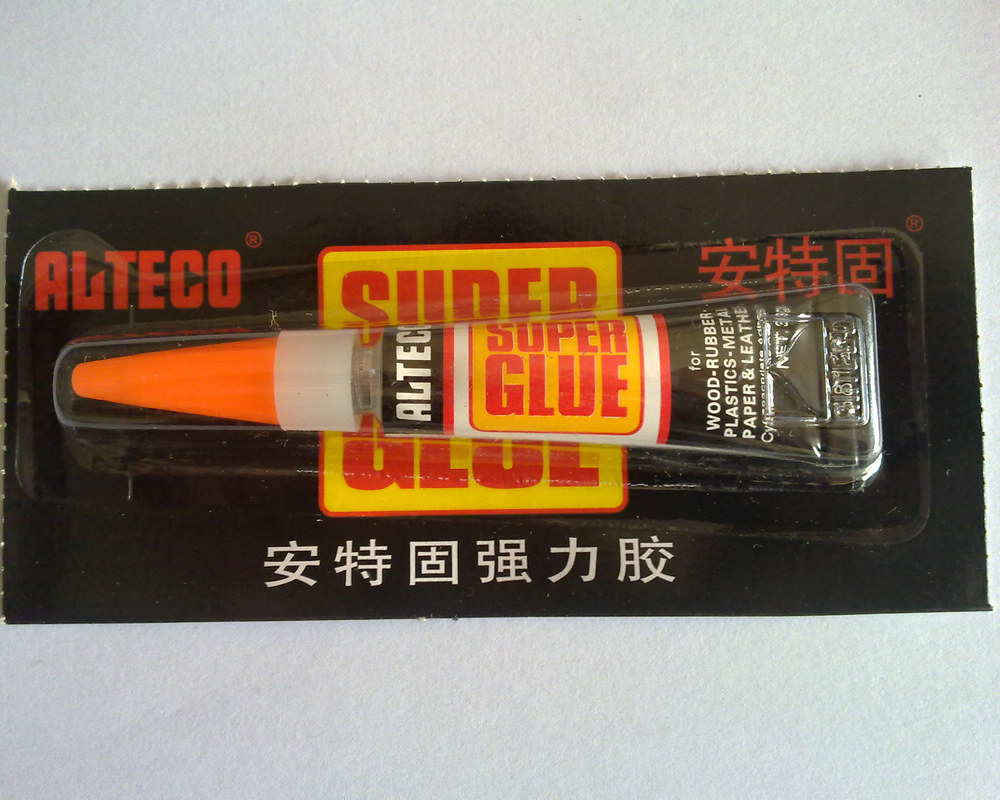 ALTECO®
安特固®
SUPER
GLUE
ALTECO
SUPER
GLUE
for
WOOD-RUBBER-
PLASTICS-METAL
PAPER & LEATHER
NET
安特固强力胶